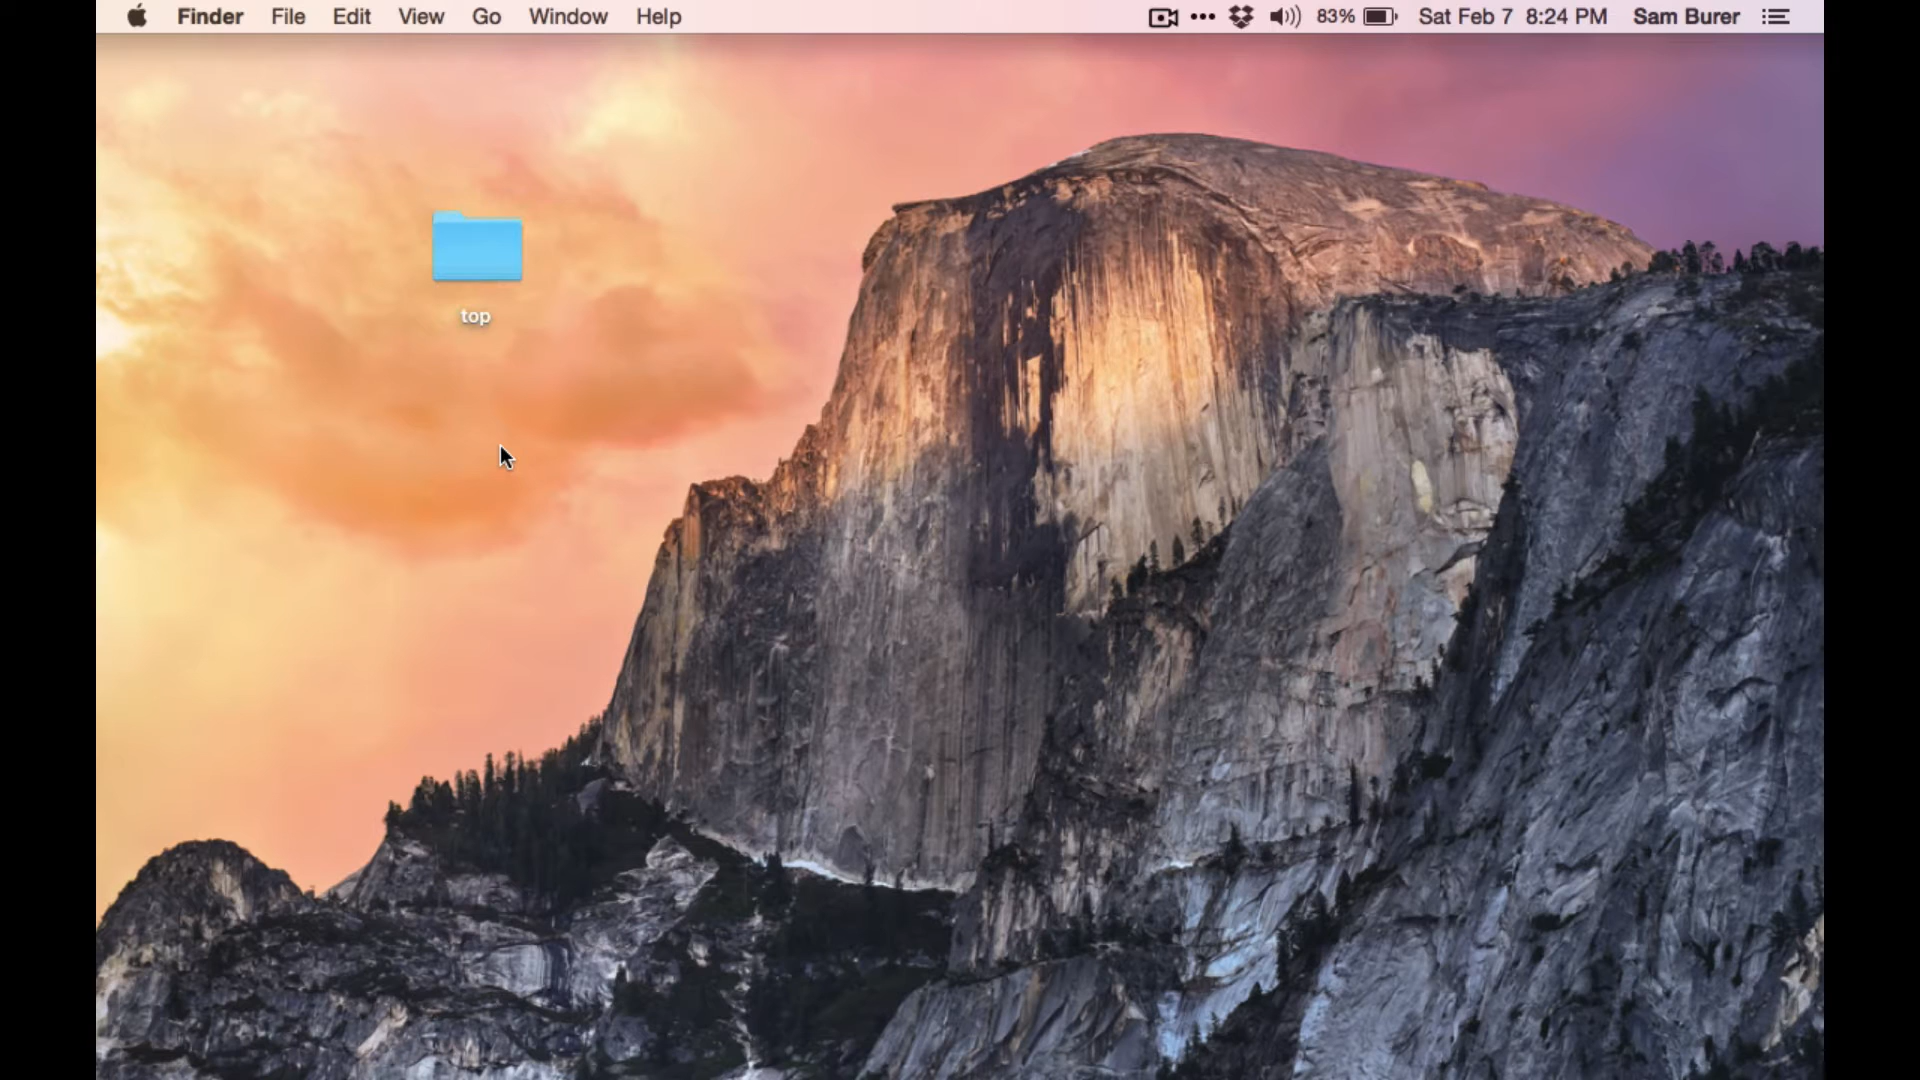 Finder File Edit View Go Window Help ••• 83% Sat Feb 7 8:24 PM Sam Burer
top